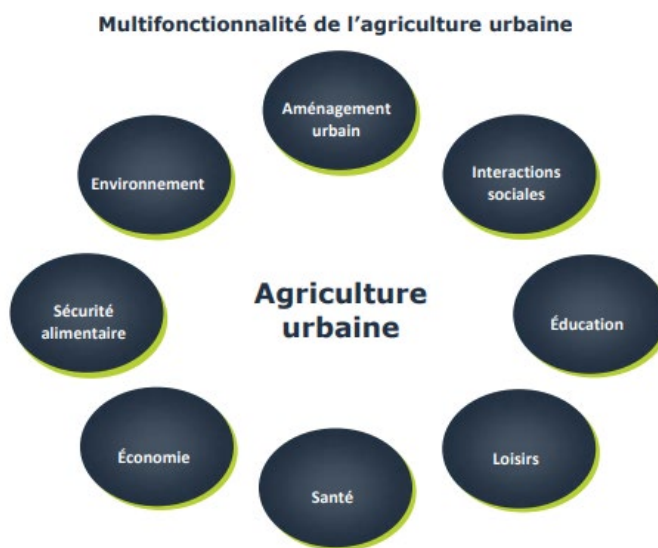 Multifonctionnalité de l'agriculture urbaine
Aménagement
urbain
Environnement
Interactions
sociales
Sécurité
alimentaire
Agriculture
urbaine
Éducation
Économie
Loisirs
Santé